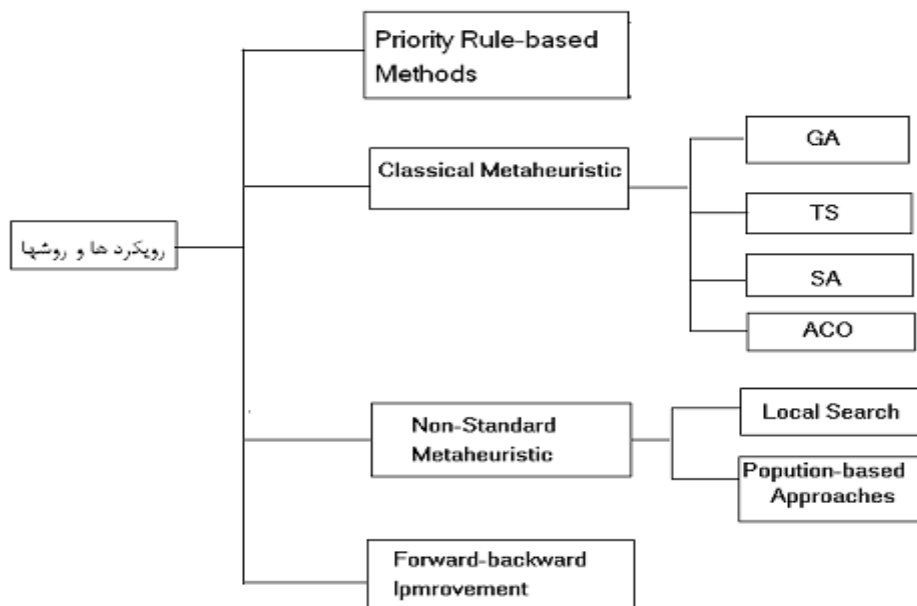 Priority Rule-based
Methods
Classical Metaheuristic
GA
TS
SA
ACO
رویکرد ها و روشها
Non-Standard
Metaheuristic
Local Search
Popution-based
Approaches
Forward-backward
Ipmrovement